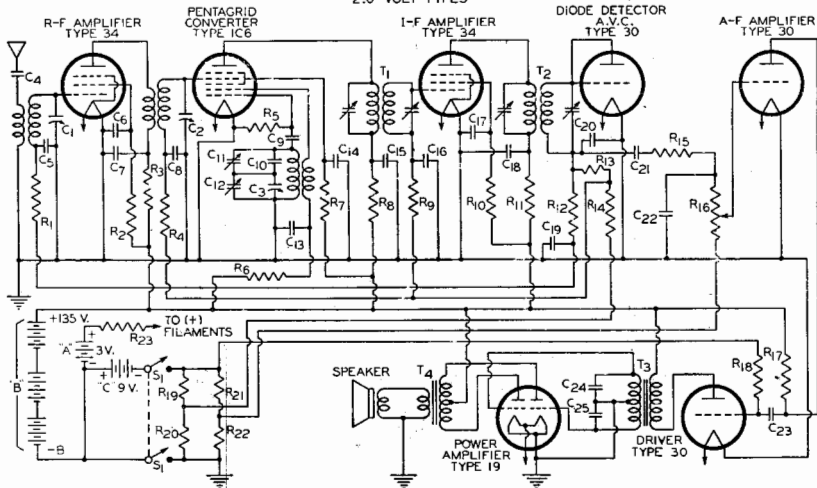 2.0 VOLT TYPES
R-F AMPLIFIER
TYPE 34
PENTAGRID
CONVERTER
TYPE 1C6
I-F AMPLIFIER
TYPE 34
DIODE DETECTOR
A.V.C.
TYPE 30
A-F AMPLIFIER
TYPE 30
C4
C1
C5
C6
C7
R1
R2
R3
C2
C8
R4
R5
C9
C11
C10
C12
C3
C13
R6
C14
R7
T1
C15
R8
C16
R9
C17
R10
C18
R11
T2
C20
R13
R12
R14
C19
C21
R15
C22
R16
+135 V.
"B"
-B
"A"
+
3V.
-
R23
TO (+)
FILAMENTS
+ "C" 9 V.
S1
S1
R19
R20
R21
R22
SPEAKER
T4
POWER
AMPLIFIER
TYPE 19
C24
C25
T3
DRIVER
TYPE 30
R18
R17
C23